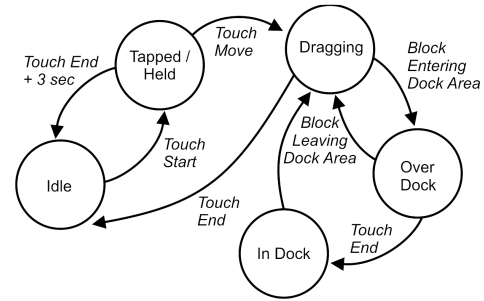 Touch
Move
Tapped /
Held
Dragging
Touch End
+ 3 sec
Block
Entering
Dock Area
Touch
Start
Block
Leaving
Dock Area
Idle
Over
Dock
Touch
End
Touch
End
In Dock